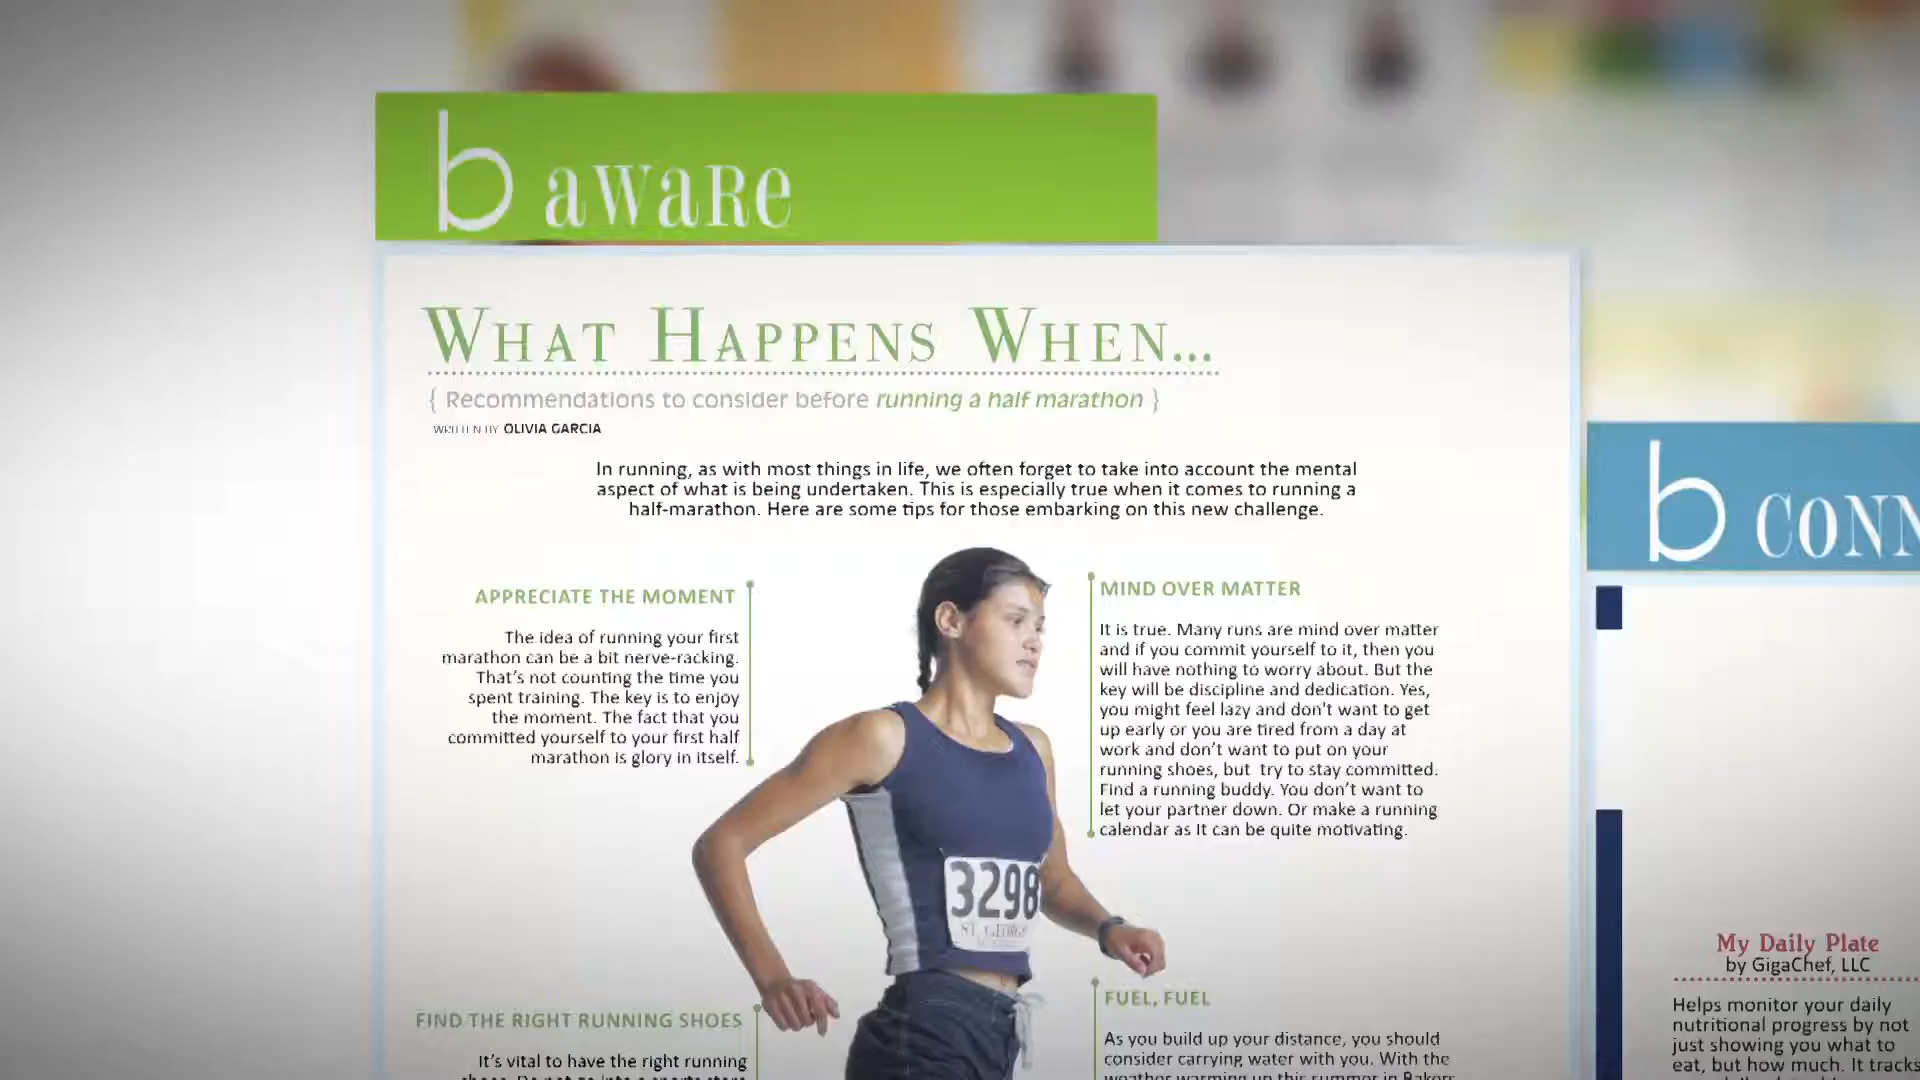 b aware
What Happens When...
{ Recommendations to consider before running a half marathon }
WRITTEN BY OLIVIA GARCIA
In running, as with most things in life, we often forget to take into account the mental
aspect of what is being undertaken. This is especially true when it comes to running a
half-marathon. Here are some tips for those embarking on this new challenge.
APPRECIATE THE MOMENT
The idea of running your first
marathon can be a bit nerve-racking.
That's not counting the time you
spent training. The key is to enjoy
the moment. The fact that you
committed yourself to your first half
marathon is glory in itself.
MIND OVER MATTER
It is true. Many runs are mind over matter
and if you commit yourself to it, then you
will have nothing to worry about. But the
key will be discipline and dedication. Yes,
you might feel lazy and don't want to get
up early or you are tired from a day at
work and don't want to put on your
running shoes, but try to stay committed.
Find a running buddy. You don't want to
let your partner down. Or make a running
calendar as it can be quite motivating.
3298
ST. GEORGE
FIND THE RIGHT RUNNING SHOES
It's vital to have the right running
FUEL, FUEL
As you build up your distance, you should
consider carrying water with you. With the
weather warming up this summer in Bakers
b CONN
My Daily Plate
by GigaChef, LLC
Helps monitor your daily
nutritional progress by not
just showing you what to
eat, but how much. It tracks